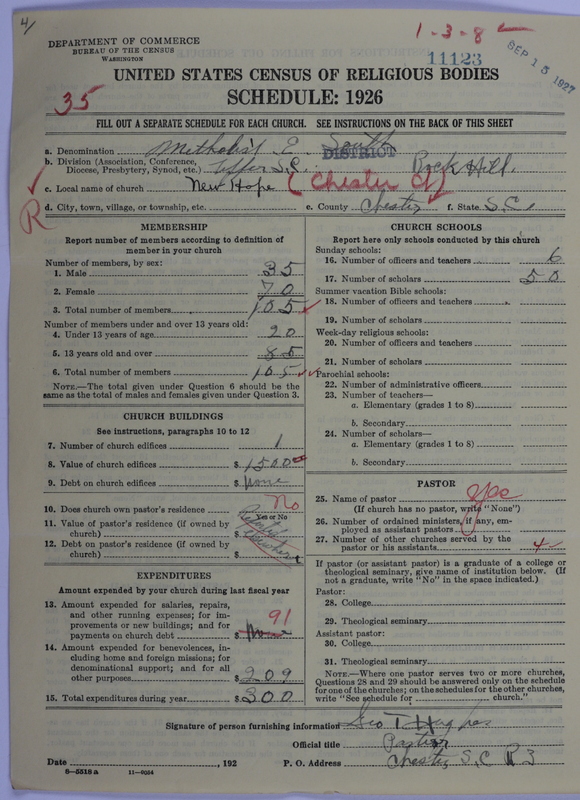 4/
1-3-8
DEPARTMENT OF COMMERCE
BUREAU OF THE CENSUS
WASHINGTON
11123
SEP 15 1927
UNITED STATES CENSUS OF RELIGIOUS BODIES
35
SCHEDULE: 1926
FILL OUT A SEPARATE SCHEDULE FOR EACH CHURCH. SEE INSTRUCTIONS ON THE BACK OF THIS SHEET
a. Denomination Methodist E South
b. Division (Association, Conference, Diocese, Presbytery, Synod, etc.) Upper S.C. DISTRICT Rock Hill.
c. Local name of church New Hope (Chester Ct)
R
d. City, town, village, or township, etc. e. County Chester f. State S.C.
MEMBERSHIP
Report number of members according to definition of
member in your church
Number of members, by sex:
1. Male 35
2. Female 70
3. Total number of members 105
Number of members under and over 13 years old:
4. Under 13 years of age 20
5. 13 years old and over 85
6. Total number of members 105
NOTE.—The total given under Question 6 should be the
same as the total of males and females given under Question 3.
CHURCH BUILDINGS
See instructions, paragraphs 10 to 12
7. Number of church edifices 1
8. Value of church edifices $ 1500.00
9. Debt on church edifices $ None
10. Does church own pastor's residence No
Yes or No
11. Value of pastor's residence (if owned by
church) $
12. Debt on pastor's residence (if owned by
church) $
EXPENDITURES
Amount expended by your church during last fiscal year
13. Amount expended for salaries, repairs,
and other running expenses; for im-
provements or new buildings; and for
payments on church debt $ None 91
14. Amount expended for benevolences, in-
cluding home and foreign missions; for
denominational support; and for all
other purposes $ 209
15. Total expenditures during year $ 300
CHURCH SCHOOLS
Report here only schools conducted by this church
Sunday schools:
16. Number of officers and teachers 6
17. Number of scholars 50
Summer vacation Bible schools:
18. Number of officers and teachers
19. Number of scholars
Week-day religious schools:
20. Number of officers and teachers
21. Number of scholars
Parochial schools:
22. Number of administrative officers
23. Number of teachers—
a. Elementary (grades 1 to 8)
b. Secondary
24. Number of scholars—
a. Elementary (grades 1 to 8)
b. Secondary
PASTOR
25. Name of pastor Yes
(If church has no pastor, write "None")
26. Number of ordained ministers, if any, em-
ployed as assistant pastors
27. Number of other churches served by the
pastor or his assistants 4
If pastor (or assistant pastor) is a graduate of a college or
theological seminary, give name of institution below. (If
not a graduate, write "No" in the space indicated.)
Pastor:
28. College
29. Theological seminary
Assistant pastor:
30. College
31. Theological seminary
NOTE.—Where one pastor serves two or more churches,
Questions 28 and 29 should be answered only on the schedule
for one of the churches; on the schedules for the other churches,
write "See schedule for church."
Signature of person furnishing information Geo T Hughes
Official title Pastor
Date , 192 P. O. Address Chester S.C R 3
8—5518 a 11—9054